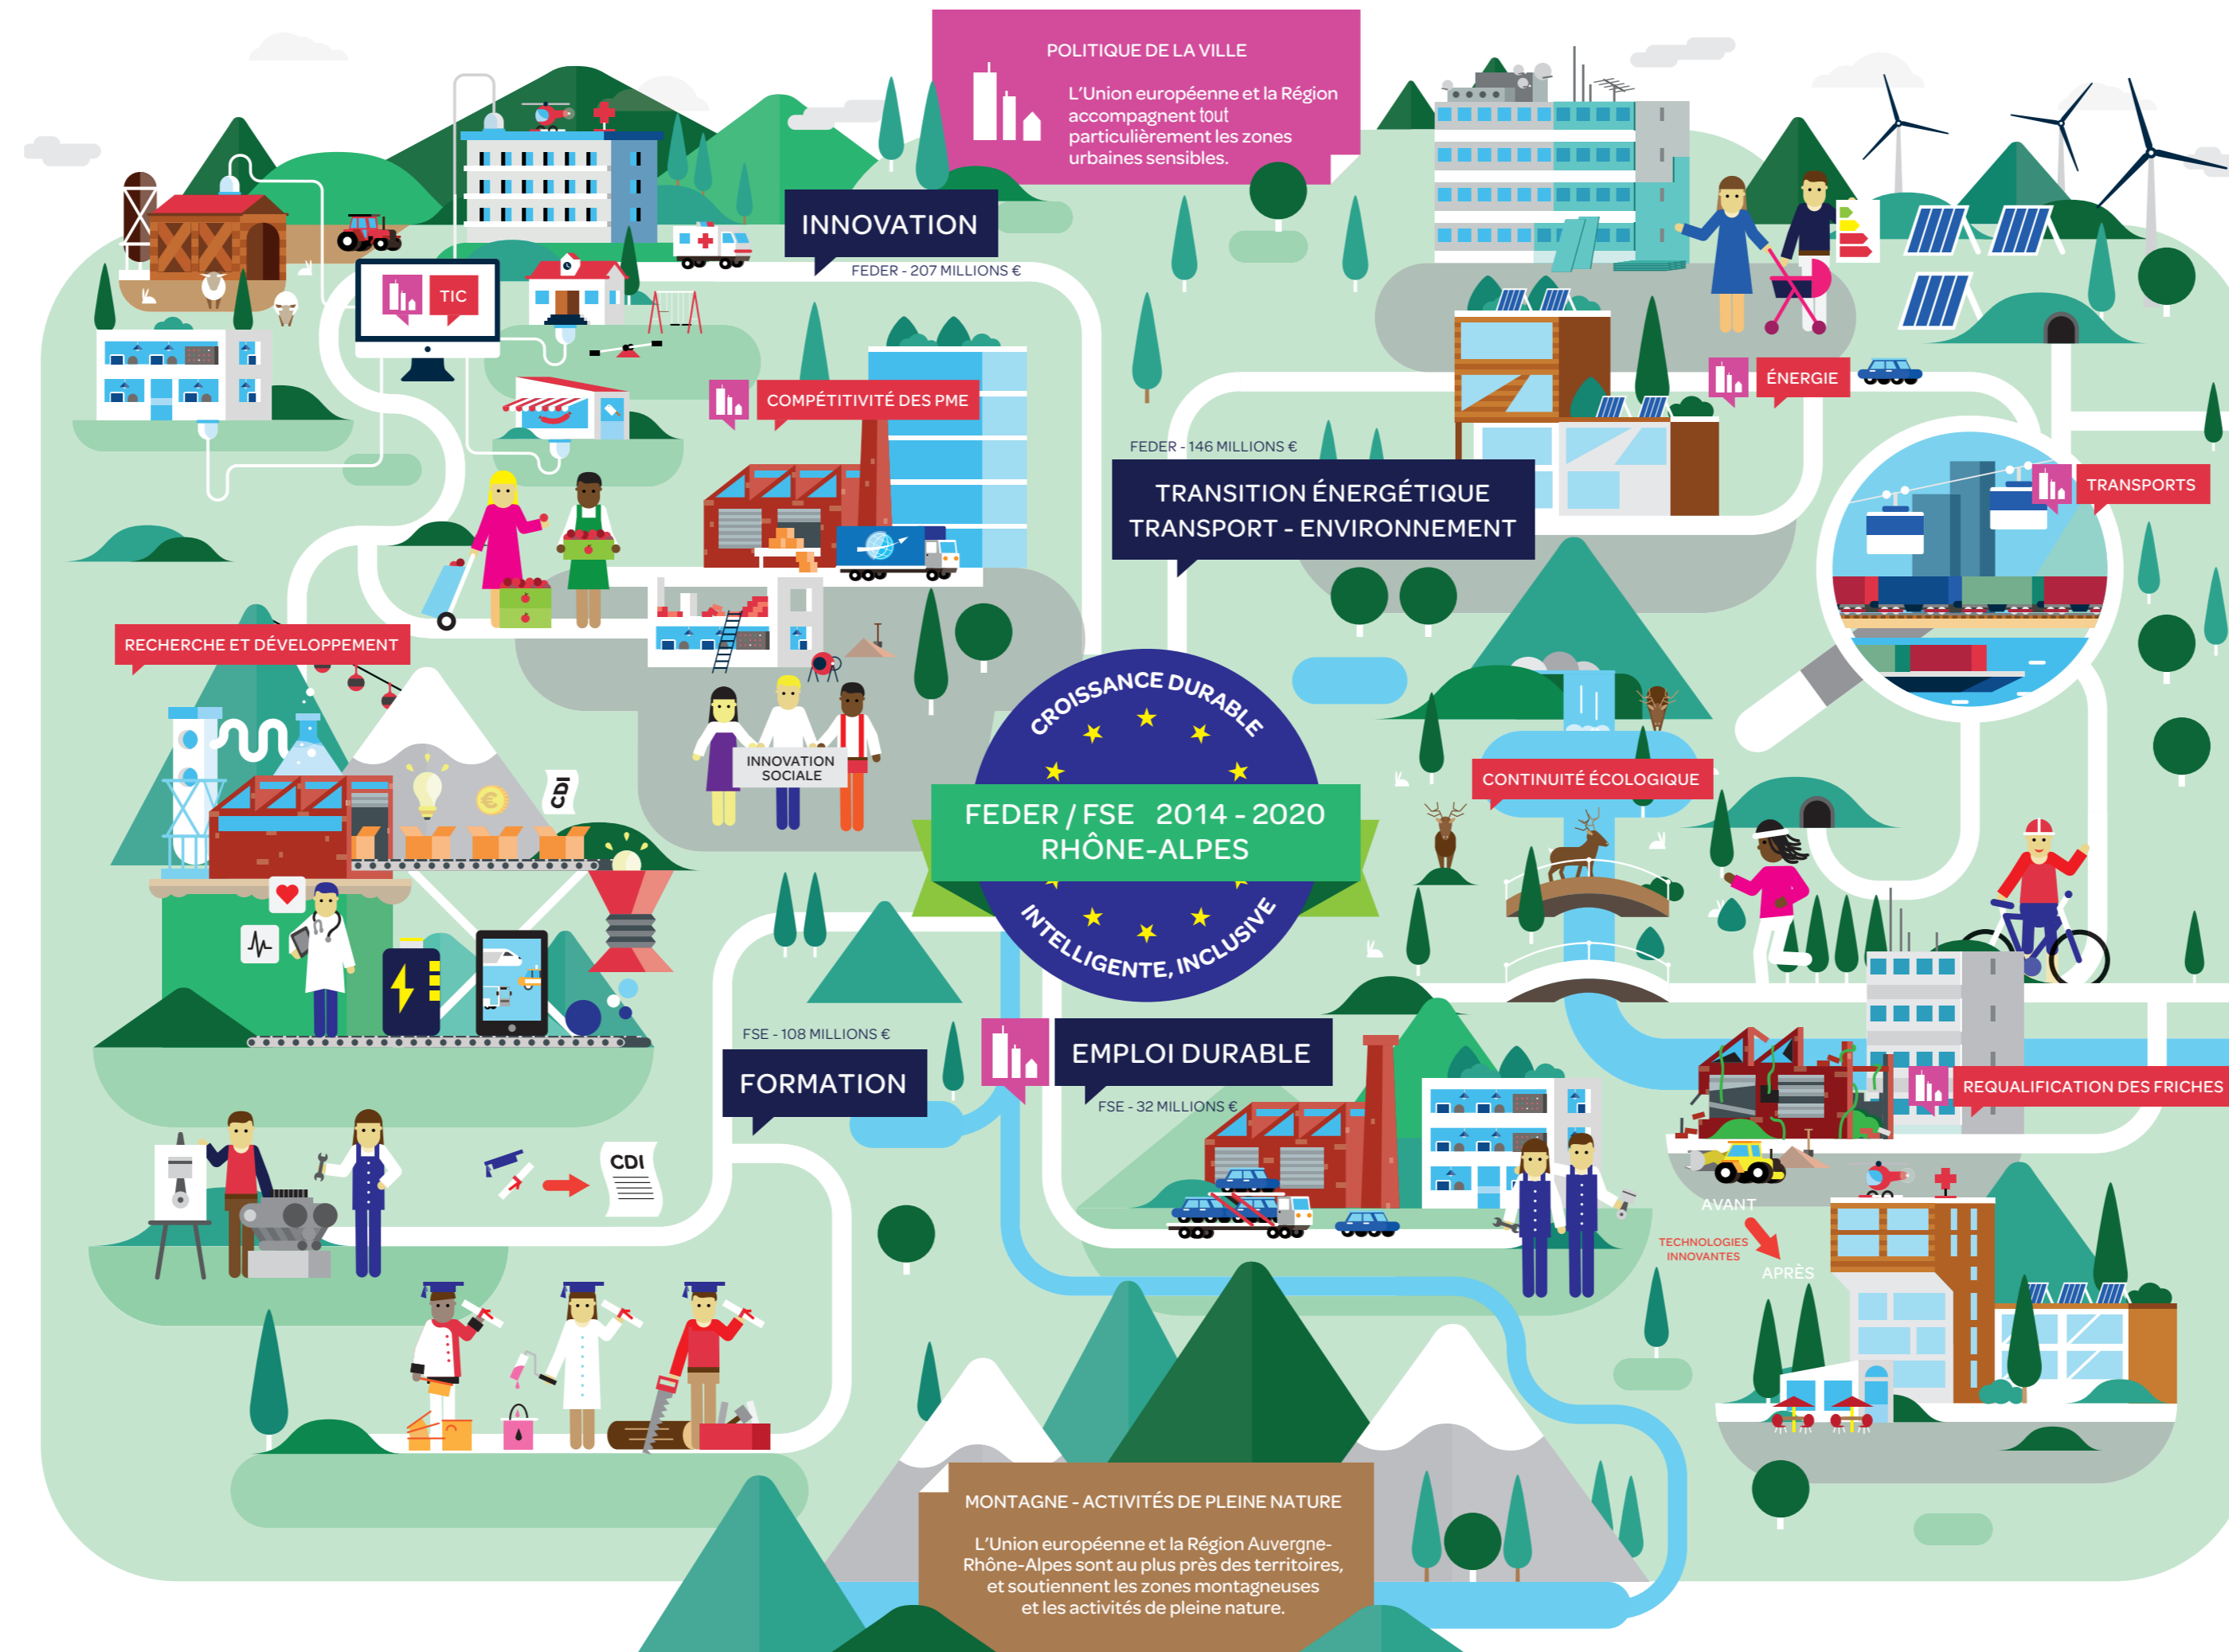 POLITIQUE DE LA VILLE
L'Union européenne et la Région
accompagnent tout
particulièrement les zones
urbaines sensibles.
INNOVATION
FEDER - 207 MILLIONS €
TIC
COMPÉTITIVITÉ DES PME
ÉNERGIE
FEDER - 146 MILLIONS €
TRANSITION ÉNERGÉTIQUE
TRANSPORT - ENVIRONNEMENT
TRANSPORTS
RECHERCHE ET DÉVELOPPEMENT
CDI
INNOVATION
SOCIALE
CROISSANCE DURABLE
FEDER / FSE 2014 - 2020
RHÔNE-ALPES
INTELLIGENTE, INCLUSIVE
CONTINUITÉ ÉCOLOGIQUE
FSE - 108 MILLIONS €
FORMATION
EMPLOI DURABLE
FSE - 32 MILLIONS €
REQUALIFICATION DES FRICHES
CDI
AVANT
TECHNOLOGIES
INNOVANTES
APRÈS
MONTAGNE - ACTIVITÉS DE PLEINE NATURE
L'Union européenne et la Région Auvergne-
Rhône-Alpes sont au plus près des territoires,
et soutiennent les zones montagneuses
et les activités de pleine nature.